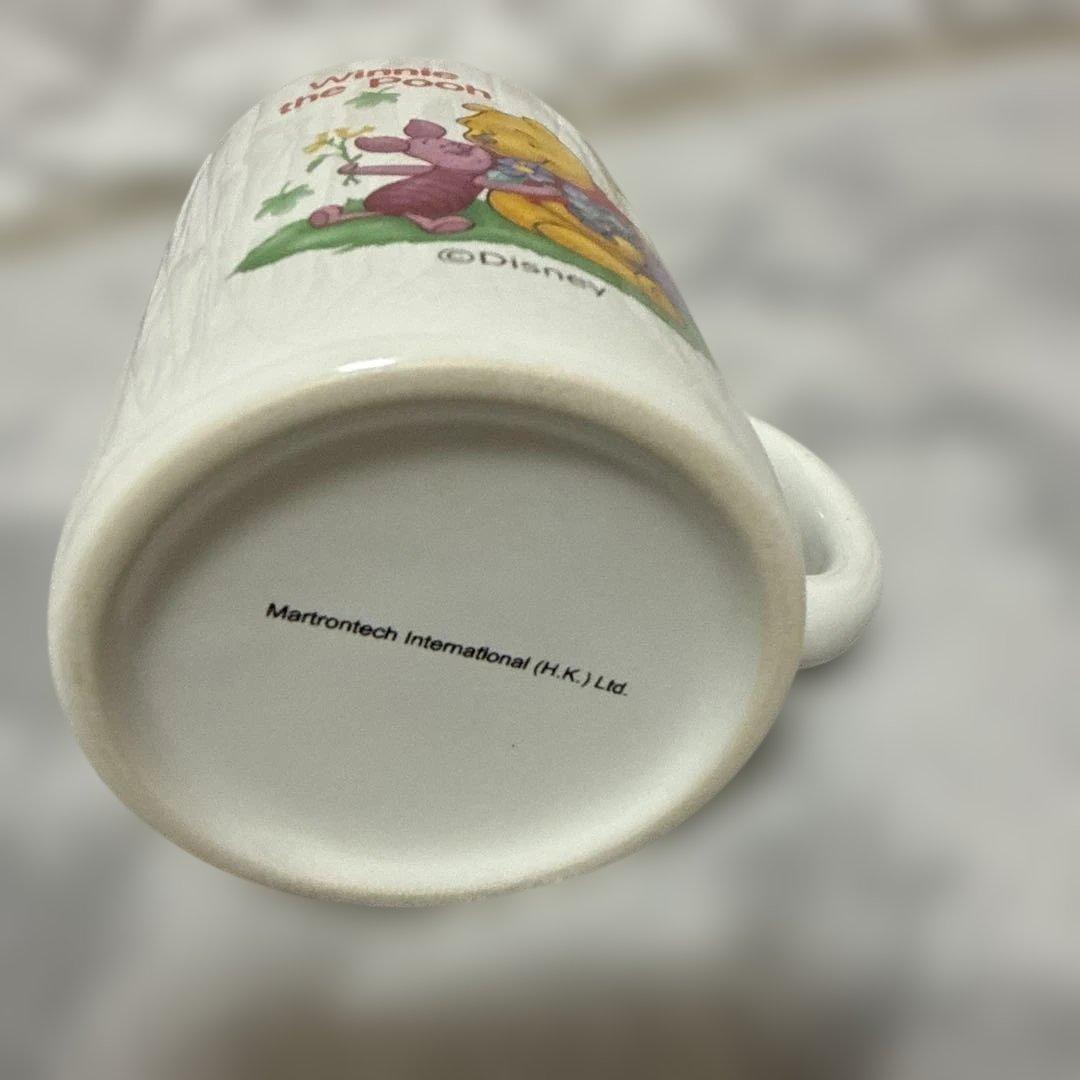 Winnie
the Pooh
©Disney
Martrontech International (H.K.) Ltd.